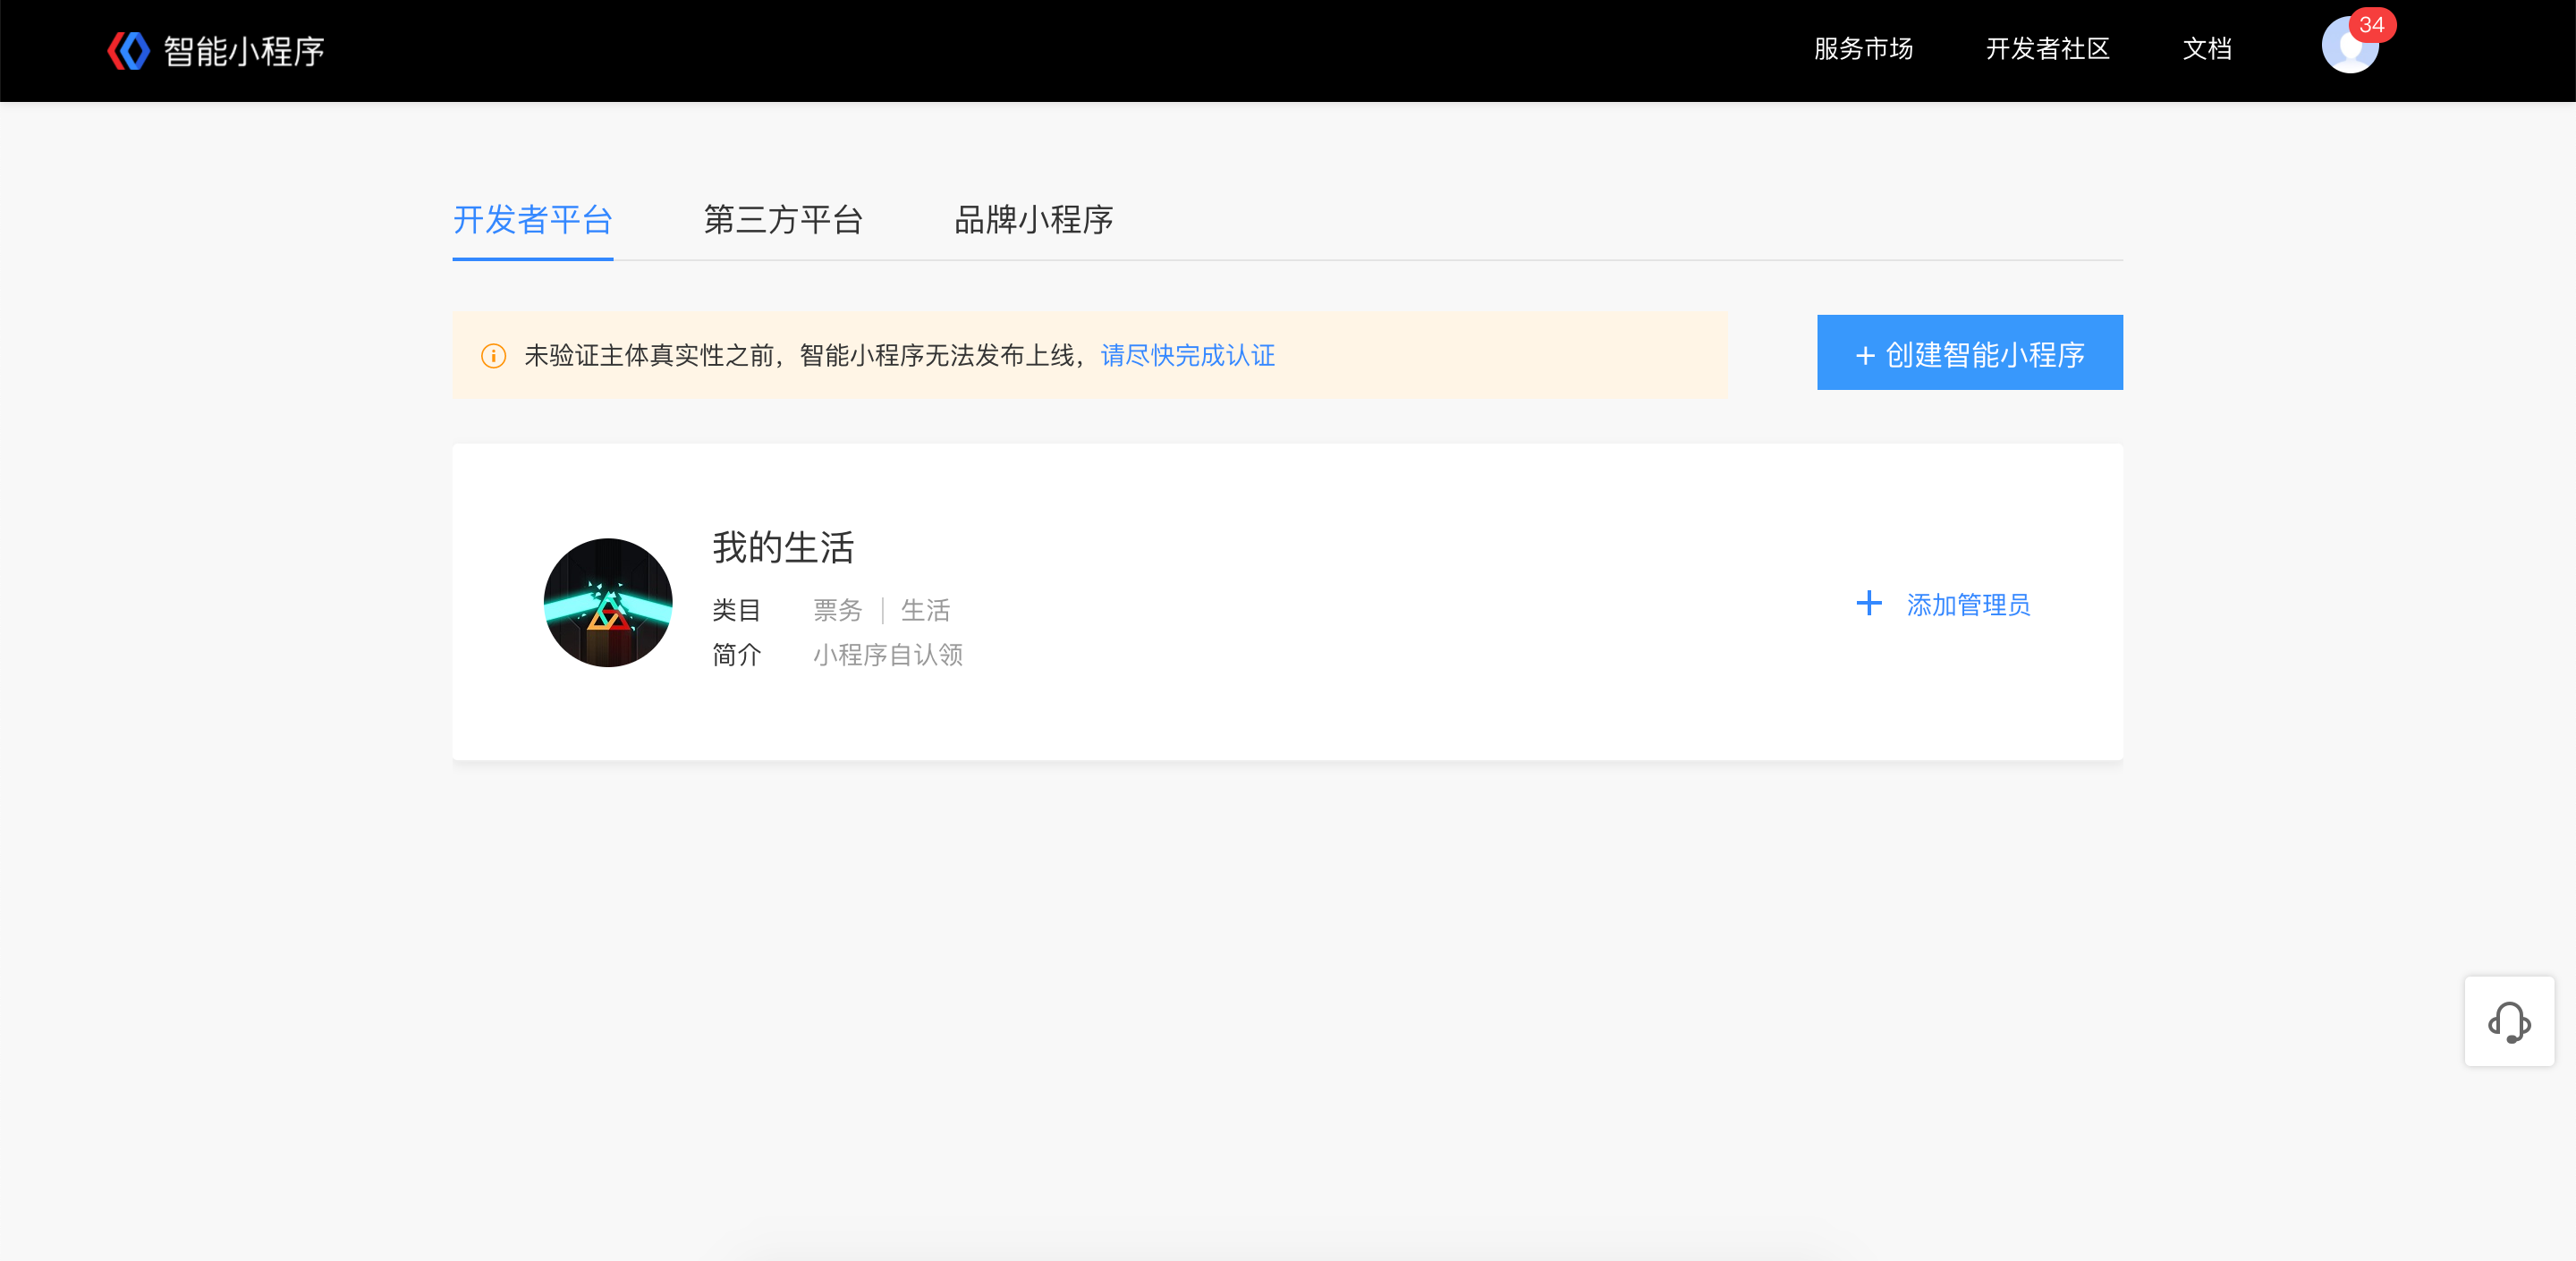 智能小程序
服务市场
开发者社区
文档
34
开发者平台
第三方平台
品牌小程序
未验证主体真实性之前，智能小程序无法发布上线，请尽快完成认证
+ 创建智能小程序
我的生活
类目 票务 | 生活
简介 小程序自认领
+ 添加管理员